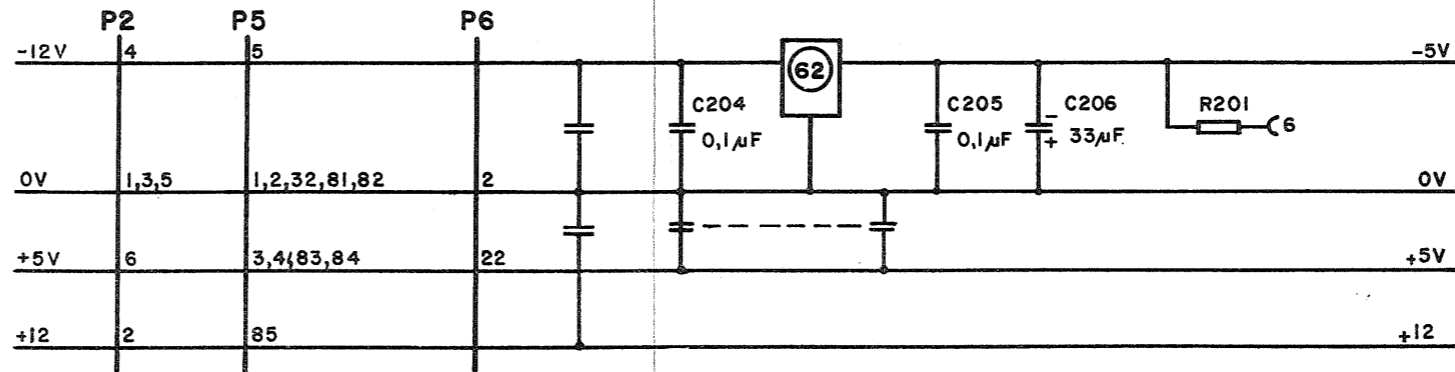 P2 P5 P6
-12V 4 5 62 -5V
C204 C205 C206 R201
0,1µF 0,1µF - + 33µF 6
0V 1,3,5 1,2,32,81,82 2 0V
+5V 6 3,4,83,84 22 +5V
+12 2 85 +12